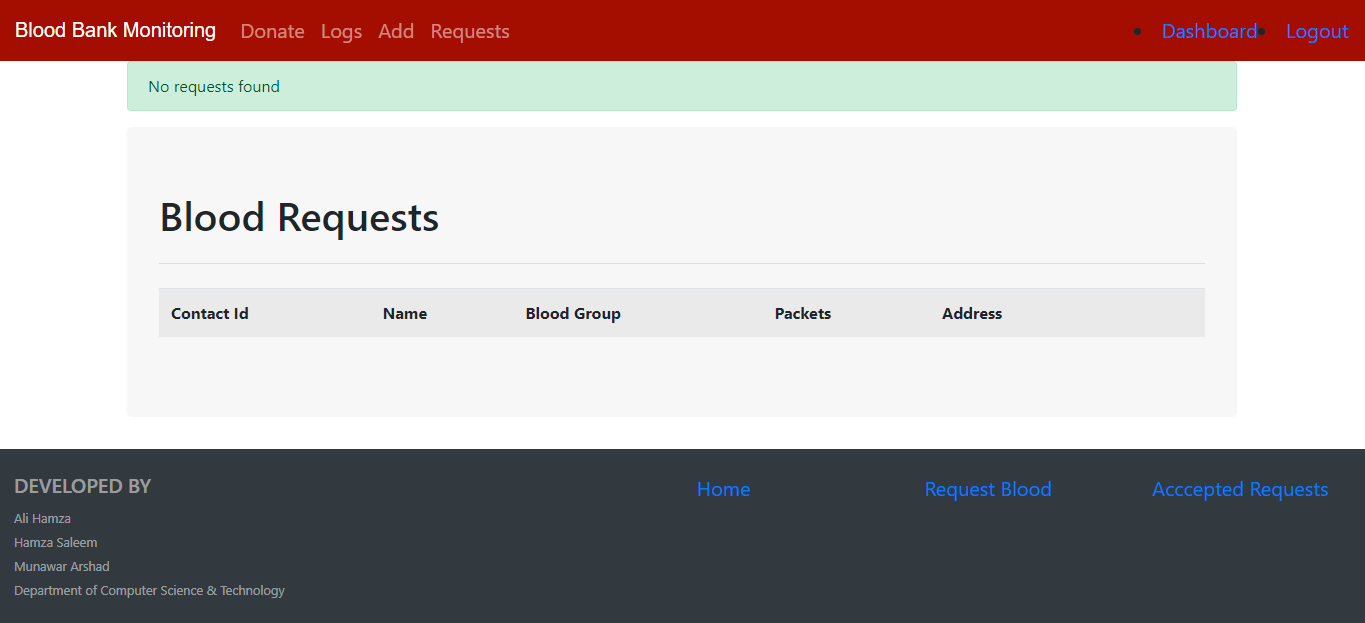 Blood Bank Monitoring Donate Logs Add Requests • Dashboard • Logout
No requests found
Blood Requests
Contact Id Name Blood Group Packets Address
DEVELOPED BY
Home Request Blood Acccepted Requests
Ali Hamza
Hamza Saleem
Munawar Arshad
Department of Computer Science & Technology